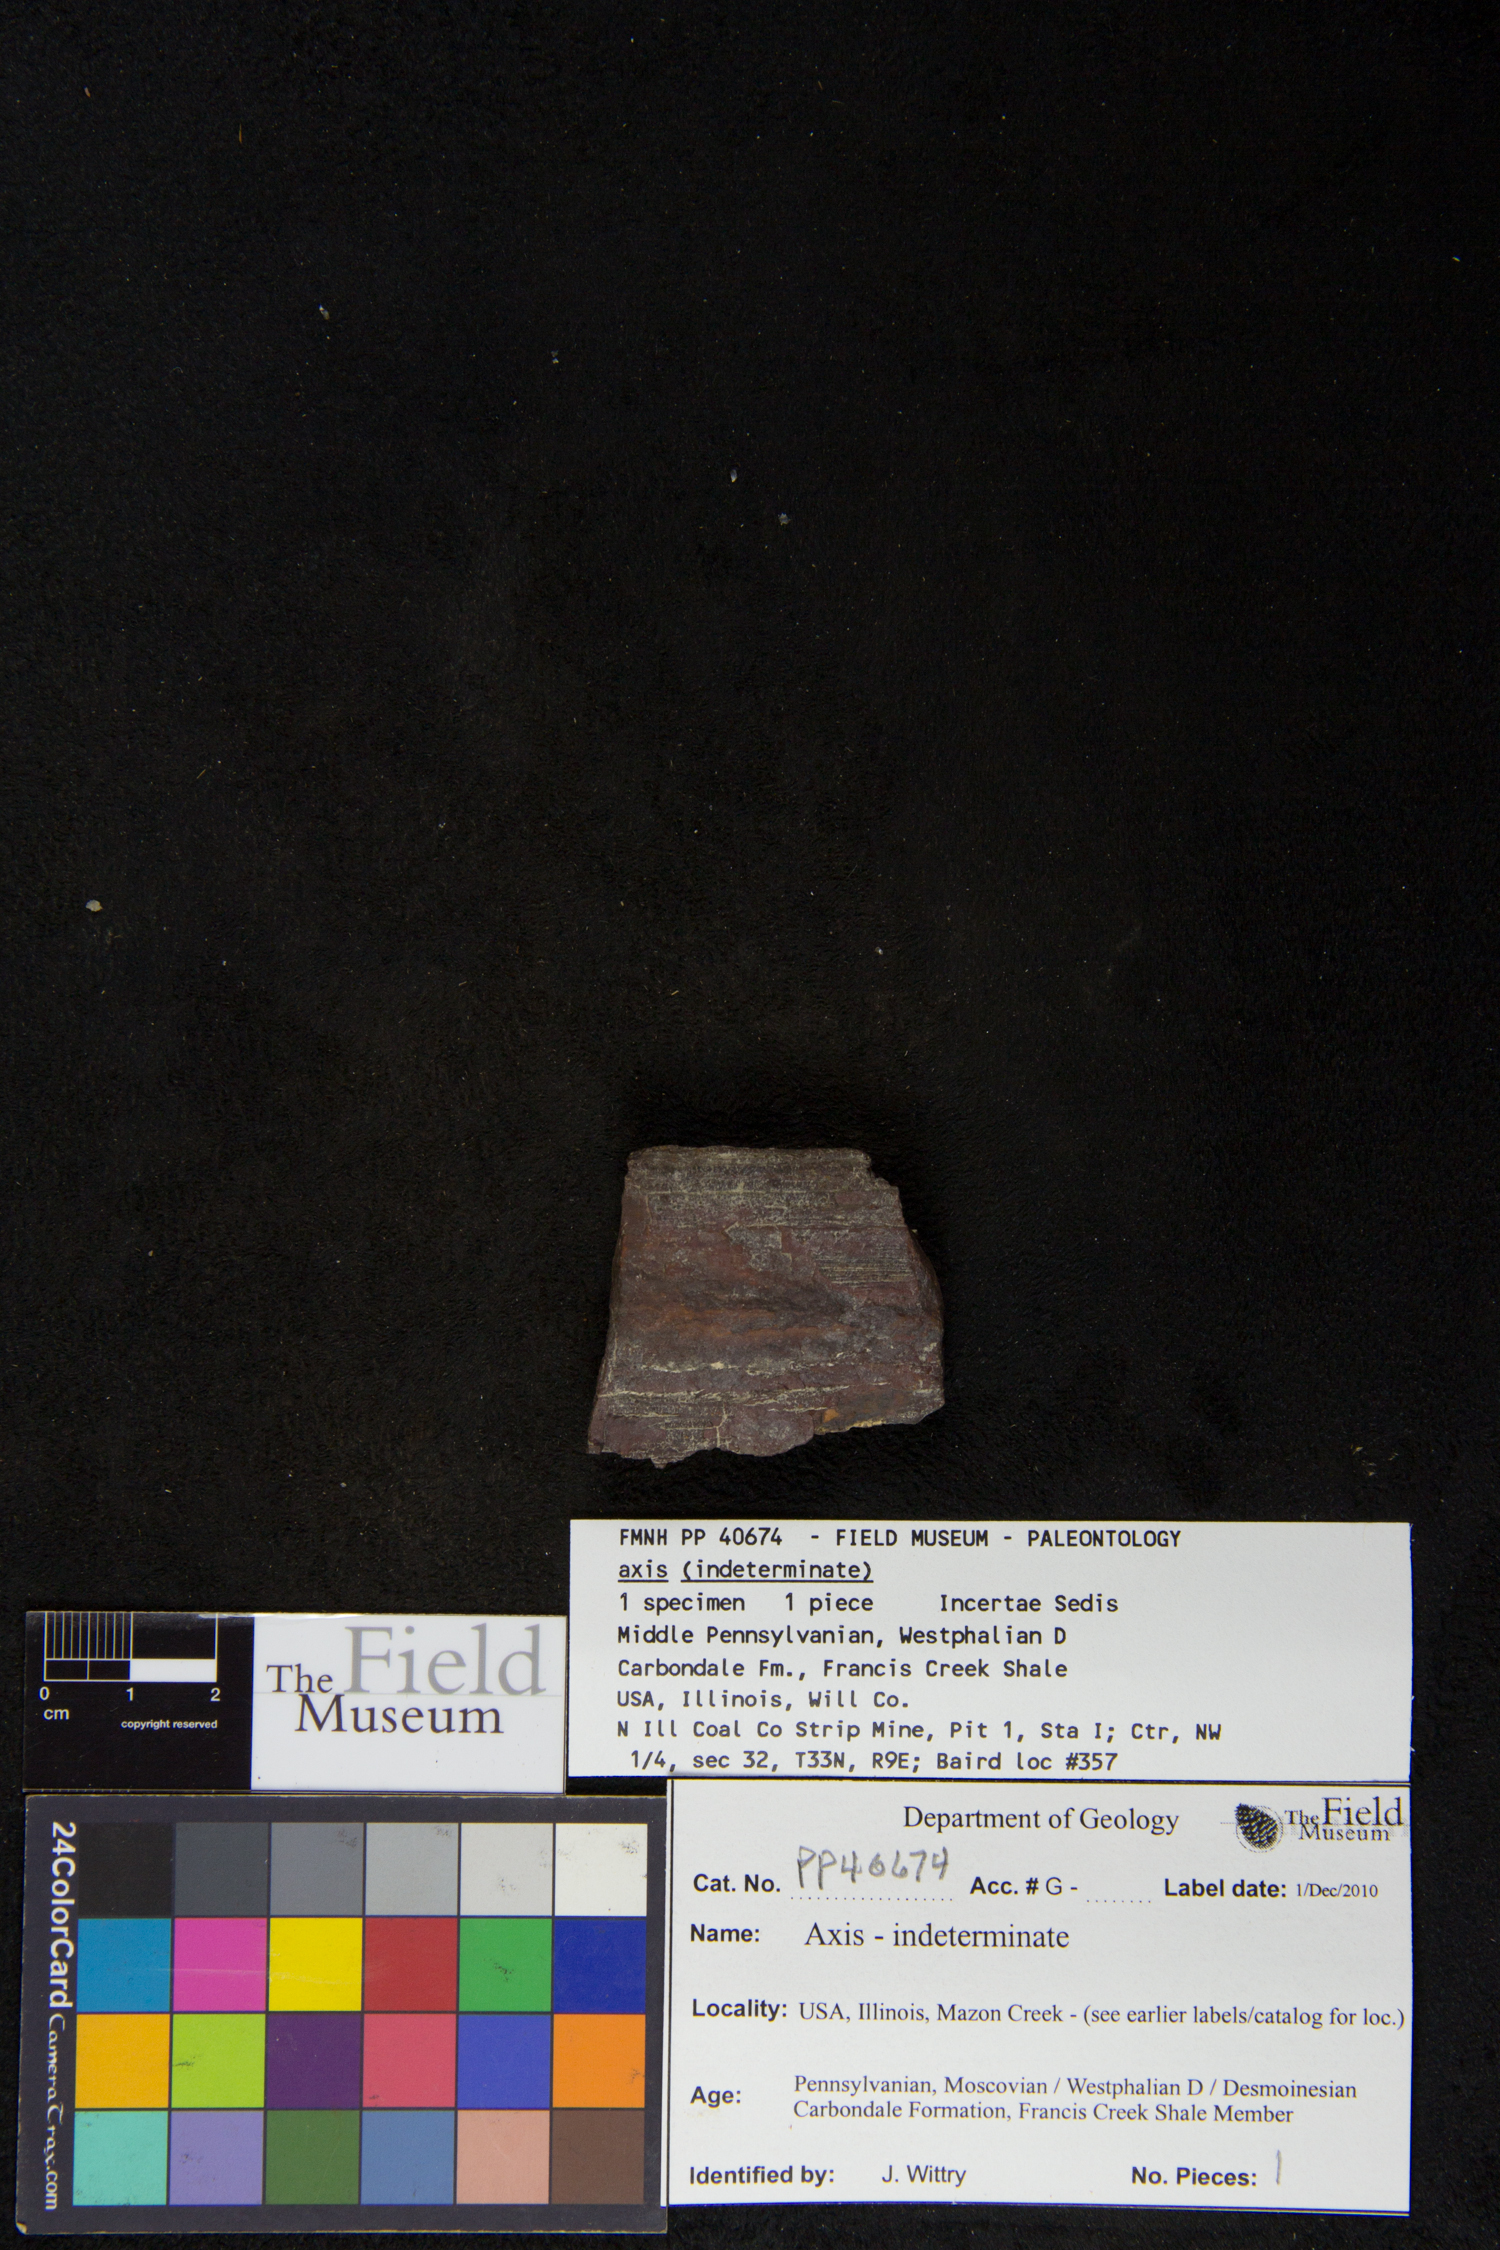 FMNH PP 40674 - FIELD MUSEUM - PALEONTOLOGY
axis (indeterminate)
1 specimen 1 piece Incertae Sedis
Middle Pennsylvanian, Westphalian D
Carbondale Fm., Francis Creek Shale
USA, Illinois, Will Co.
N Ill Coal Co Strip Mine, Pit 1, Sta I; Ctr, NW
1/4, sec 32, T33N, R9E; Baird loc #357
0 1 2
cm
copyright reserved
The Field
Museum
24ColorCard CameraTrax.com
Department of Geology
The Field
Museum
Cat. No. PP40674 Acc. # G - Label date: 1/Dec/2010
Name: Axis - indeterminate
Locality: USA, Illinois, Mazon Creek - (see earlier labels/catalog for loc.)
Age: Pennsylvanian, Moscovian / Westphalian D / Desmoinesian
Carbondale Formation, Francis Creek Shale Member
Identified by: J. Wittry No. Pieces: 1